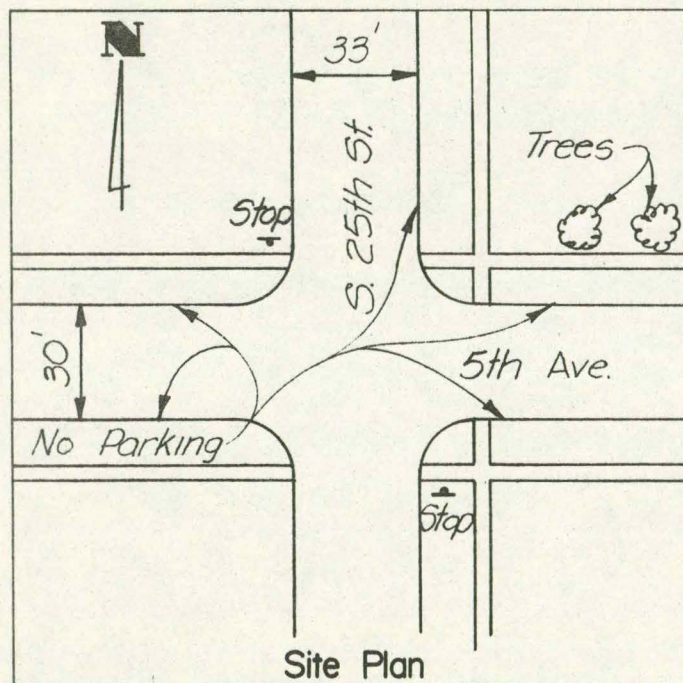 N
33'
S. 25th St.
Trees
Stop
30'
5th Ave.
No Parking
Stop
Site Plan